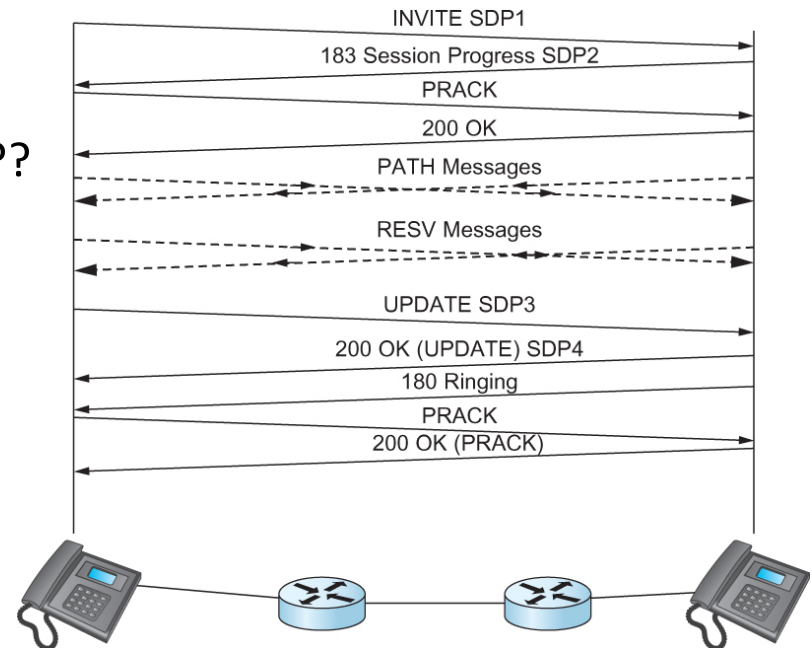 INVITE SDP1
183 Session Progress SDP2
PRACK
200 OK
PATH Messages
RESV Messages
UPDATE SDP3
200 OK (UPDATE) SDP4
180 Ringing
PRACK
200 OK (PRACK)